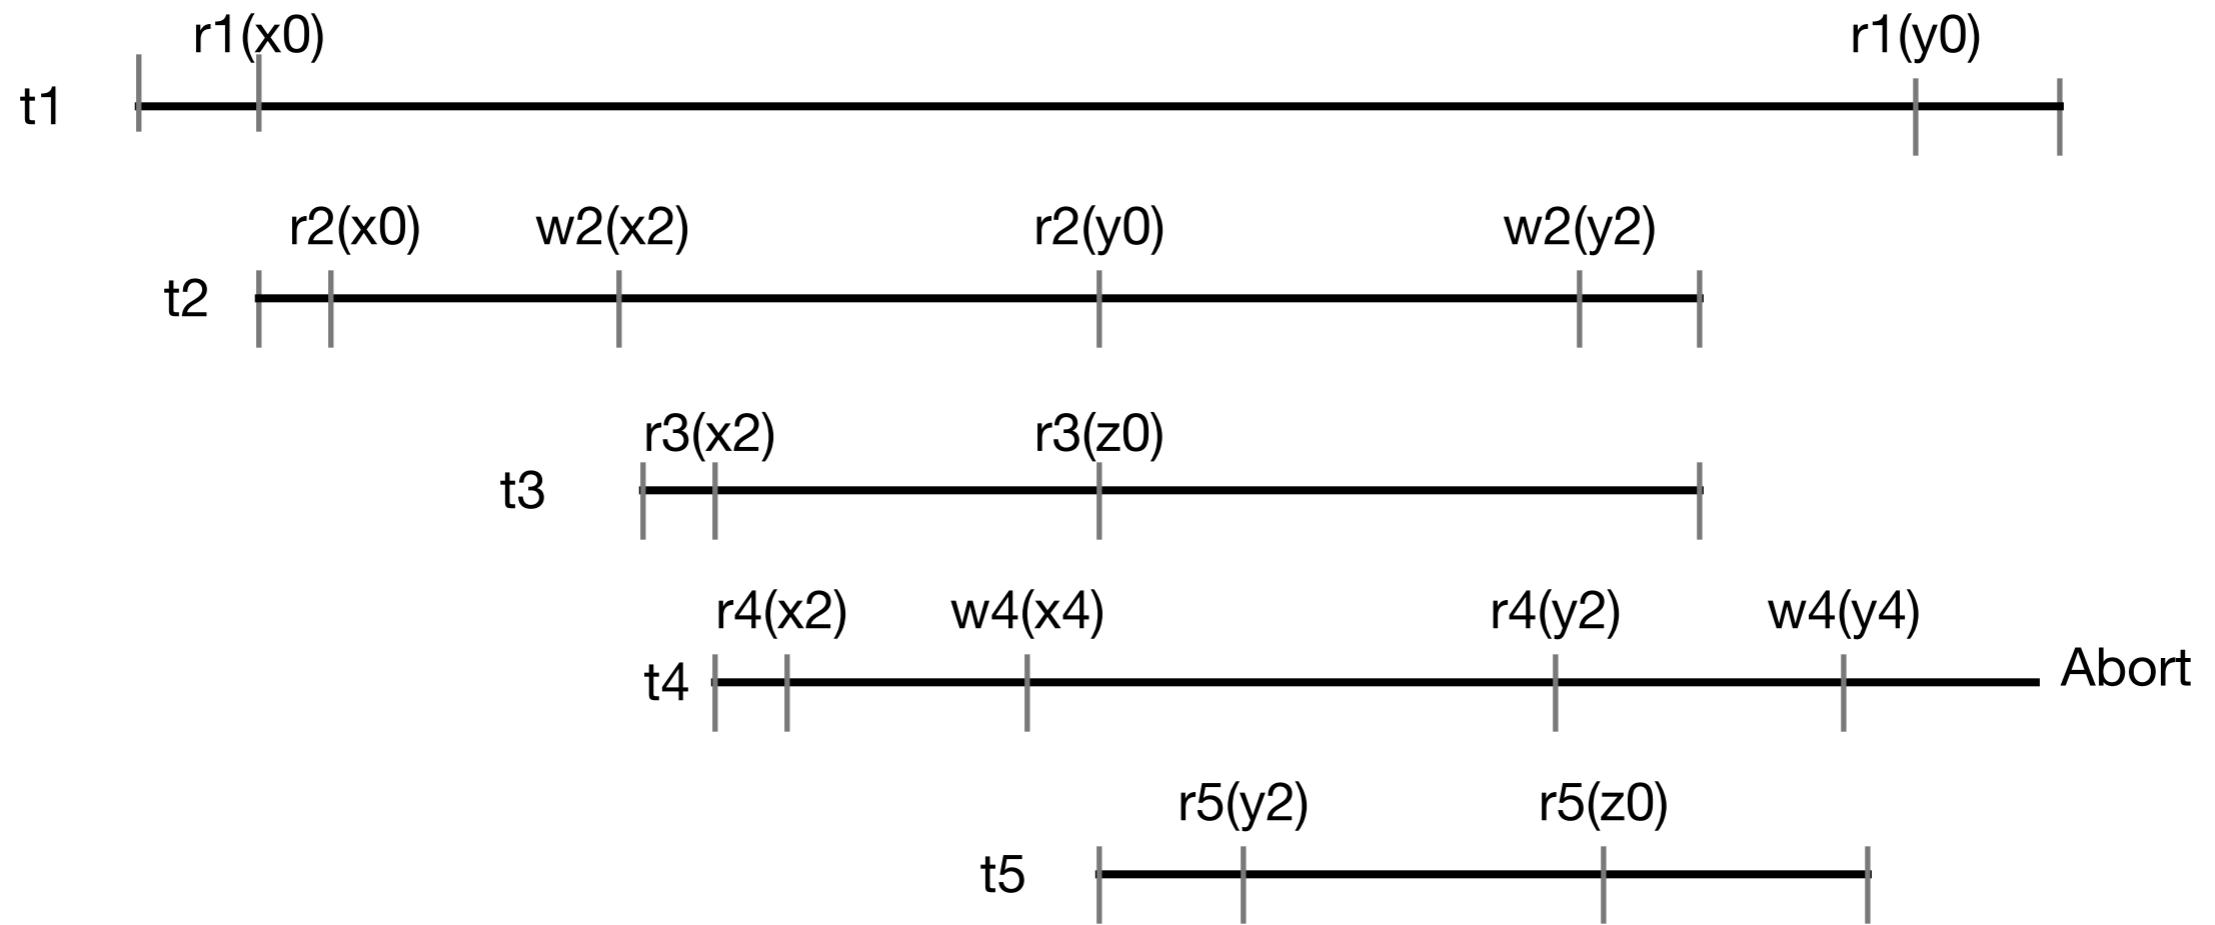 r1(x0) r1(y0)
t1
r2(x0) w2(x2) r2(y0) w2(y2)
t2
r3(x2) r3(z0)
t3
r4(x2) w4(x4) r4(y2) w4(y4)
t4 Abort
r5(y2) r5(z0)
t5